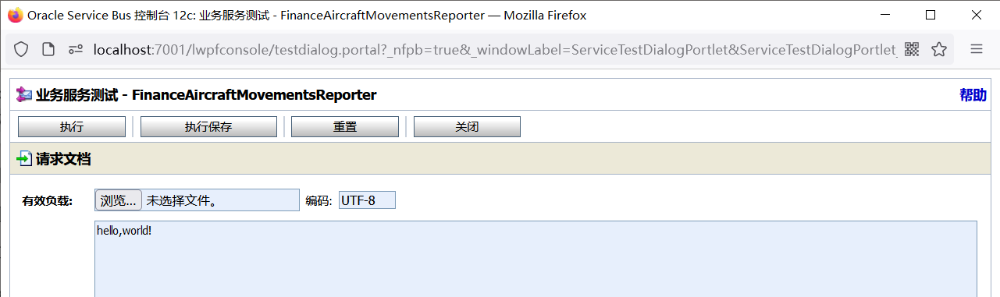 Oracle Service Bus 控制台 12c: 业务服务测试 - FinanceAircraftMovementsReporter — Mozilla Firefox
localhost:7001/lwpfconsole/testdialog.portal?_nfpb=true&_windowLabel=ServiceTestDialogPortlet&ServiceTestDialogPortlet_
业务服务测试 - FinanceAircraftMovementsReporter 帮助
执行 执行保存 重置 关闭
请求文档
有效负载: 浏览... 未选择文件。 编码: UTF-8
hello,world!